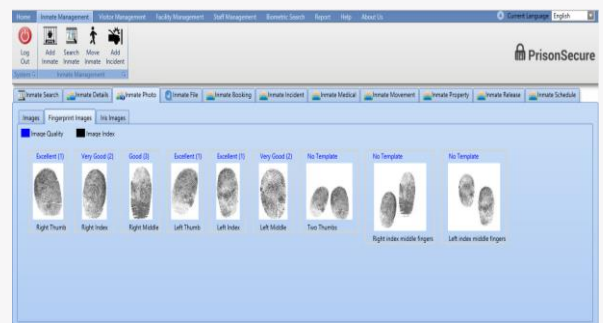 Home Inmate Management Visitor Management Facility Management Staff Management Biometric Search Report Help About Us Current Language English
Log Out Add Inmate Search Inmate Move Inmate Add Incident
PrisonSecure
System Inmate Management
Inmate Search Inmate Details Inmate Photo Inmate File Inmate Booking Inmate Incident Inmate Medical Inmate Movement Inmate Property Inmate Release Inmate Schedule
Images Fingerprint Images Iris Images
Image Quality Image Index
Excellent (1) Very Good (2) Good (3) Excellent (1) Excellent (1) Very Good (2) No Template No Template No Template
Right Thumb Right Index Right Middle Left Thumb Left Index Left Middle Two Thumbs
Right index middle fingers Left index middle fingers